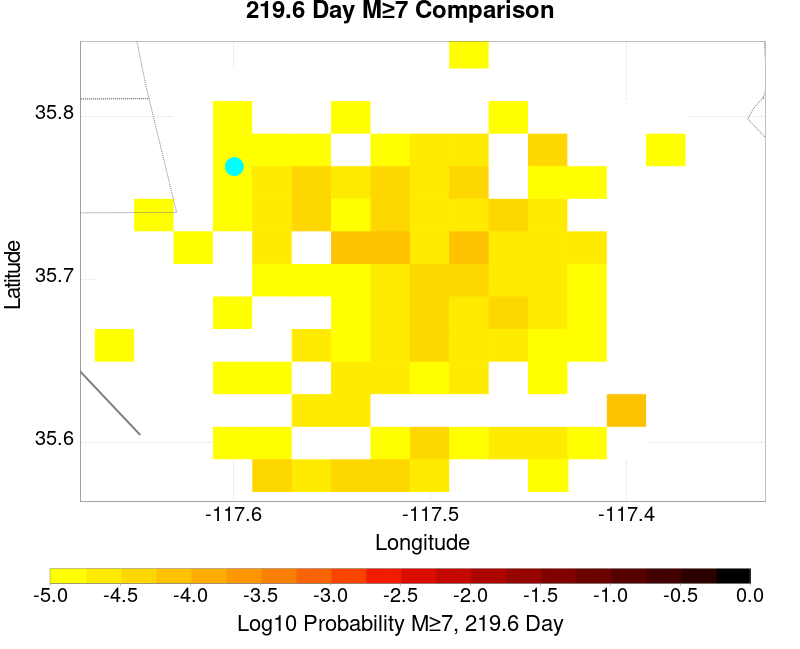 219.6 Day M≥7 Comparison
35.8
35.7
35.6
Latitude
-117.6 -117.5 -117.4
Longitude
-5.0 -4.5 -4.0 -3.5 -3.0 -2.5 -2.0 -1.5 -1.0 -0.5 0.0
Log10 Probability M≥7, 219.6 Day